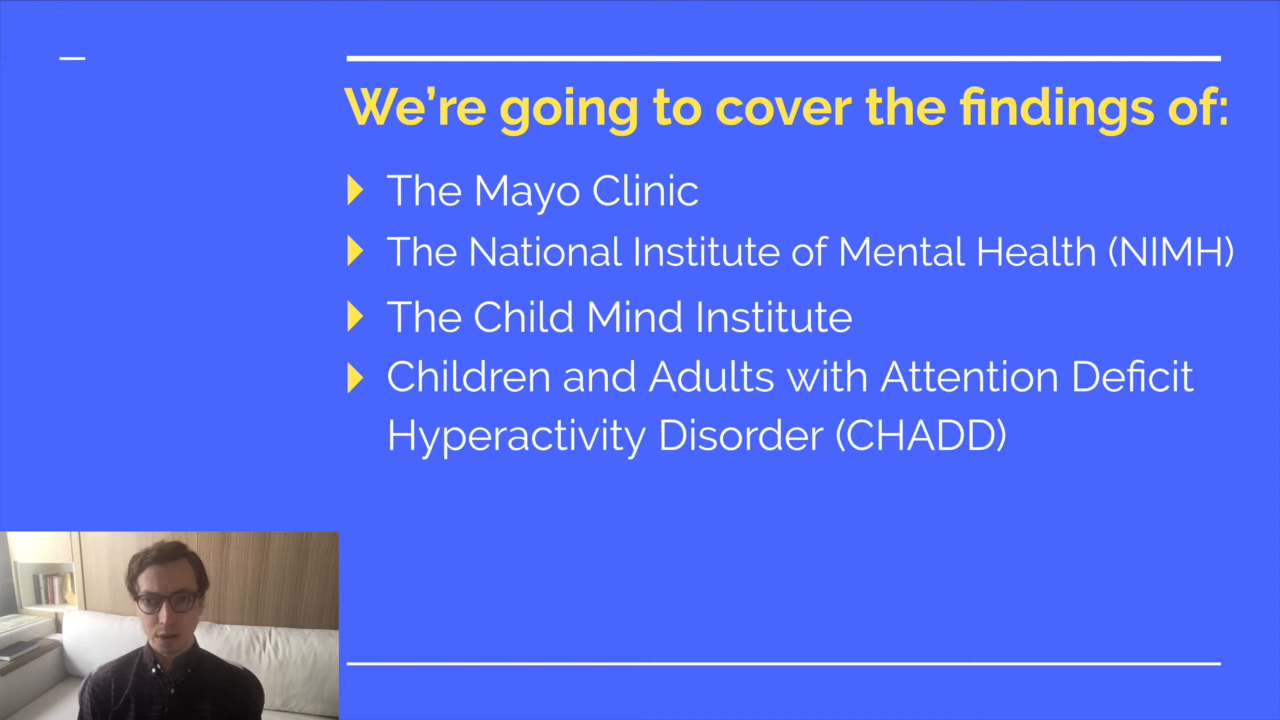 We're going to cover the findings of:
The Mayo Clinic
The National Institute of Mental Health (NIMH)
The Child Mind Institute
Children and Adults with Attention Deficit
Hyperactivity Disorder (CHADD)